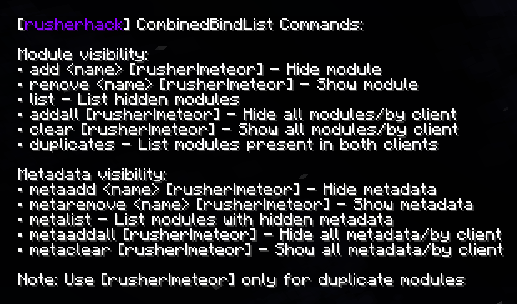 [rusherhack] CombinedBindList Commands:
Module visibility:
• add <name> [rusher|meteor] - Hide module
• remove <name> [rusher|meteor] - Show module
• list - List hidden modules
• addall [rusher|meteor] - Hide all modules/by client
• clear [rusher|meteor] - Show all modules/by client
• duplicates - List modules present in both clients
Metadata visibility:
• metaadd <name> [rusher|meteor] - Hide metadata
• metaremove <name> [rusher|meteor] - Show metadata
• metalist - List modules with hidden metadata
• metaaddall [rusher|meteor] - Hide all metadata/by client
• metaclear [rusher|meteor] - Show all metadata/by client
Note: Use [rusher|meteor] only for duplicate modules